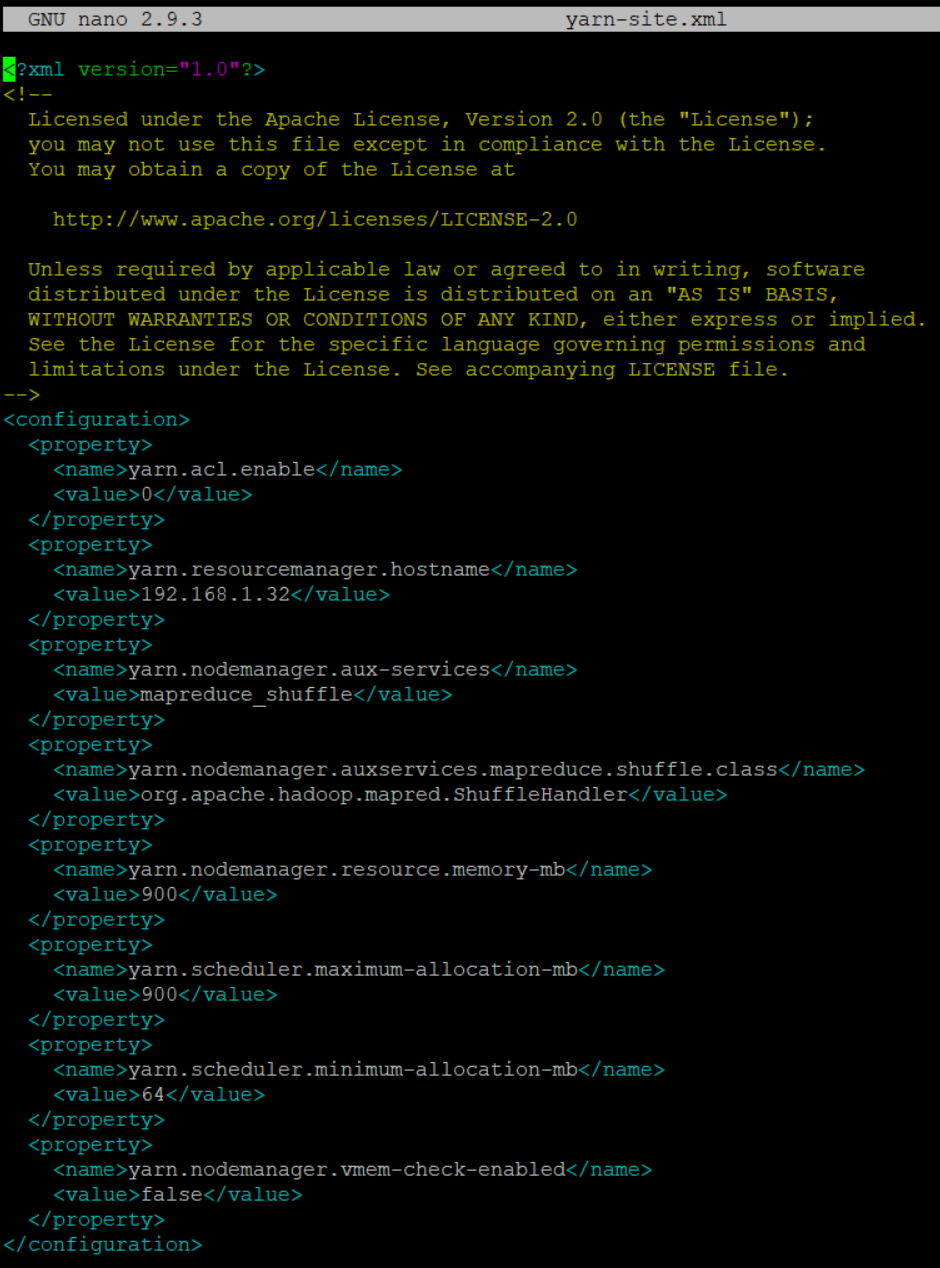 GNU nano 2.9.3 yarn-site.xml
<?xml version="1.0"?>
<!--
Licensed under the Apache License, Version 2.0 (the "License");
you may not use this file except in compliance with the License.
You may obtain a copy of the License at
http://www.apache.org/licenses/LICENSE-2.0
Unless required by applicable law or agreed to in writing, software
distributed under the License is distributed on an "AS IS" BASIS,
WITHOUT WARRANTIES OR CONDITIONS OF ANY KIND, either express or implied.
See the License for the specific language governing permissions and
limitations under the License. See accompanying LICENSE file.
-->
<configuration>
<property>
<name>yarn.acl.enable</name>
<value>0</value>
</property>
<property>
<name>yarn.resourcemanager.hostname</name>
<value>192.168.1.32</value>
</property>
<property>
<name>yarn.nodemanager.aux-services</name>
<value>mapreduce_shuffle</value>
</property>
<property>
<name>yarn.nodemanager.auxservices.mapreduce.shuffle.class</name>
<value>org.apache.hadoop.mapred.ShuffleHandler</value>
</property>
<property>
<name>yarn.nodemanager.resource.memory-mb</name>
<value>900</value>
</property>
<property>
<name>yarn.scheduler.maximum-allocation-mb</name>
<value>900</value>
</property>
<property>
<name>yarn.scheduler.minimum-allocation-mb</name>
<value>64</value>
</property>
<property>
<name>yarn.nodemanager.vmem-check-enabled</name>
<value>false</value>
</property>
</configuration>